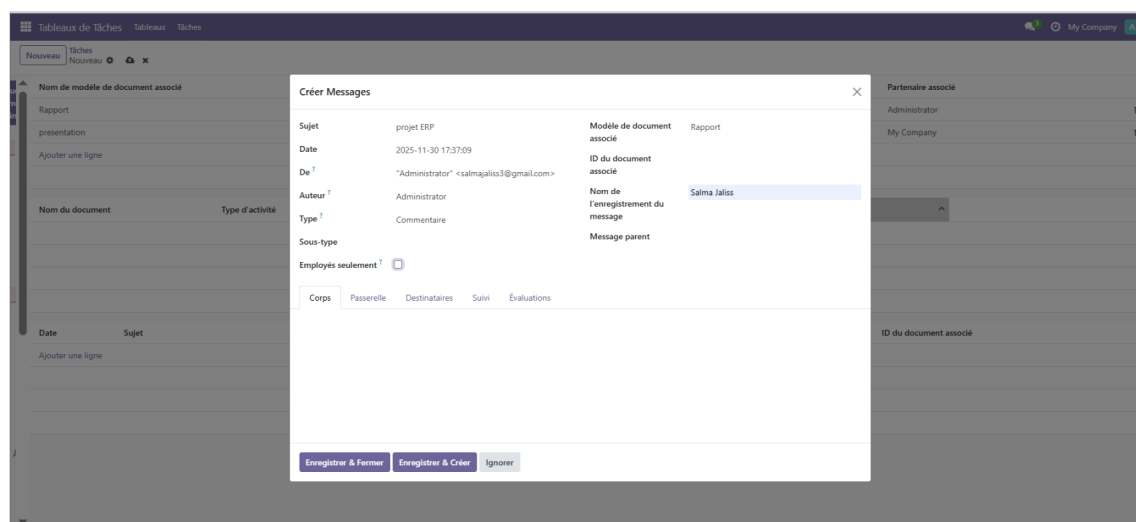 Tableaux de Tâches Tableaux Tâches 3 My Company A
Nouveau Tâches
Nouveau
Nom de modèle de document associé Partenaire associé
Rapport Administrator
presentation My Company
Ajouter une ligne
Nom du document Type d'activité
Date Sujet ID du document associé
Ajouter une ligne
Créer Messages
Sujet projet ERP
Date 2025-11-30 17:37:09
De ? "Administrator" <salmajaliss3@gmail.com>
Auteur ? Administrator
Type ? Commentaire
Sous-type
Employés seulement ?
Modèle de document
associé Rapport
ID du document
associé
Nom de
l'enregistrement du
message Salma Jaliss
Message parent
Corps Passerelle Destinataires Suivi Évaluations
Enregistrer & Fermer Enregistrer & Créer Ignorer